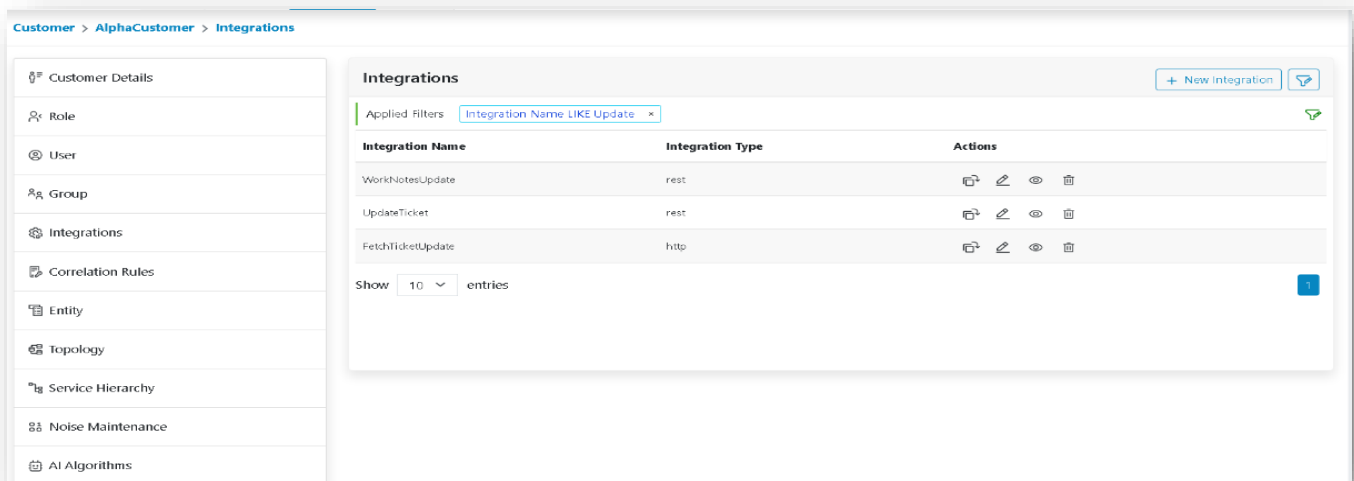 Customer > AlphaCustomer > Integrations
Customer Details
Role
User
Group
Integrations
Correlation Rules
Entity
Topology
Service Hierarchy
Noise Maintenance
AI Algorithms
Integrations
+ New Integration
Applied Filters Integration Name LIKE Update ×
Integration Name Integration Type Actions
WorkNotesUpdate rest
UpdateTicket rest
FetchTicketUpdate http
Show 10 entries 1